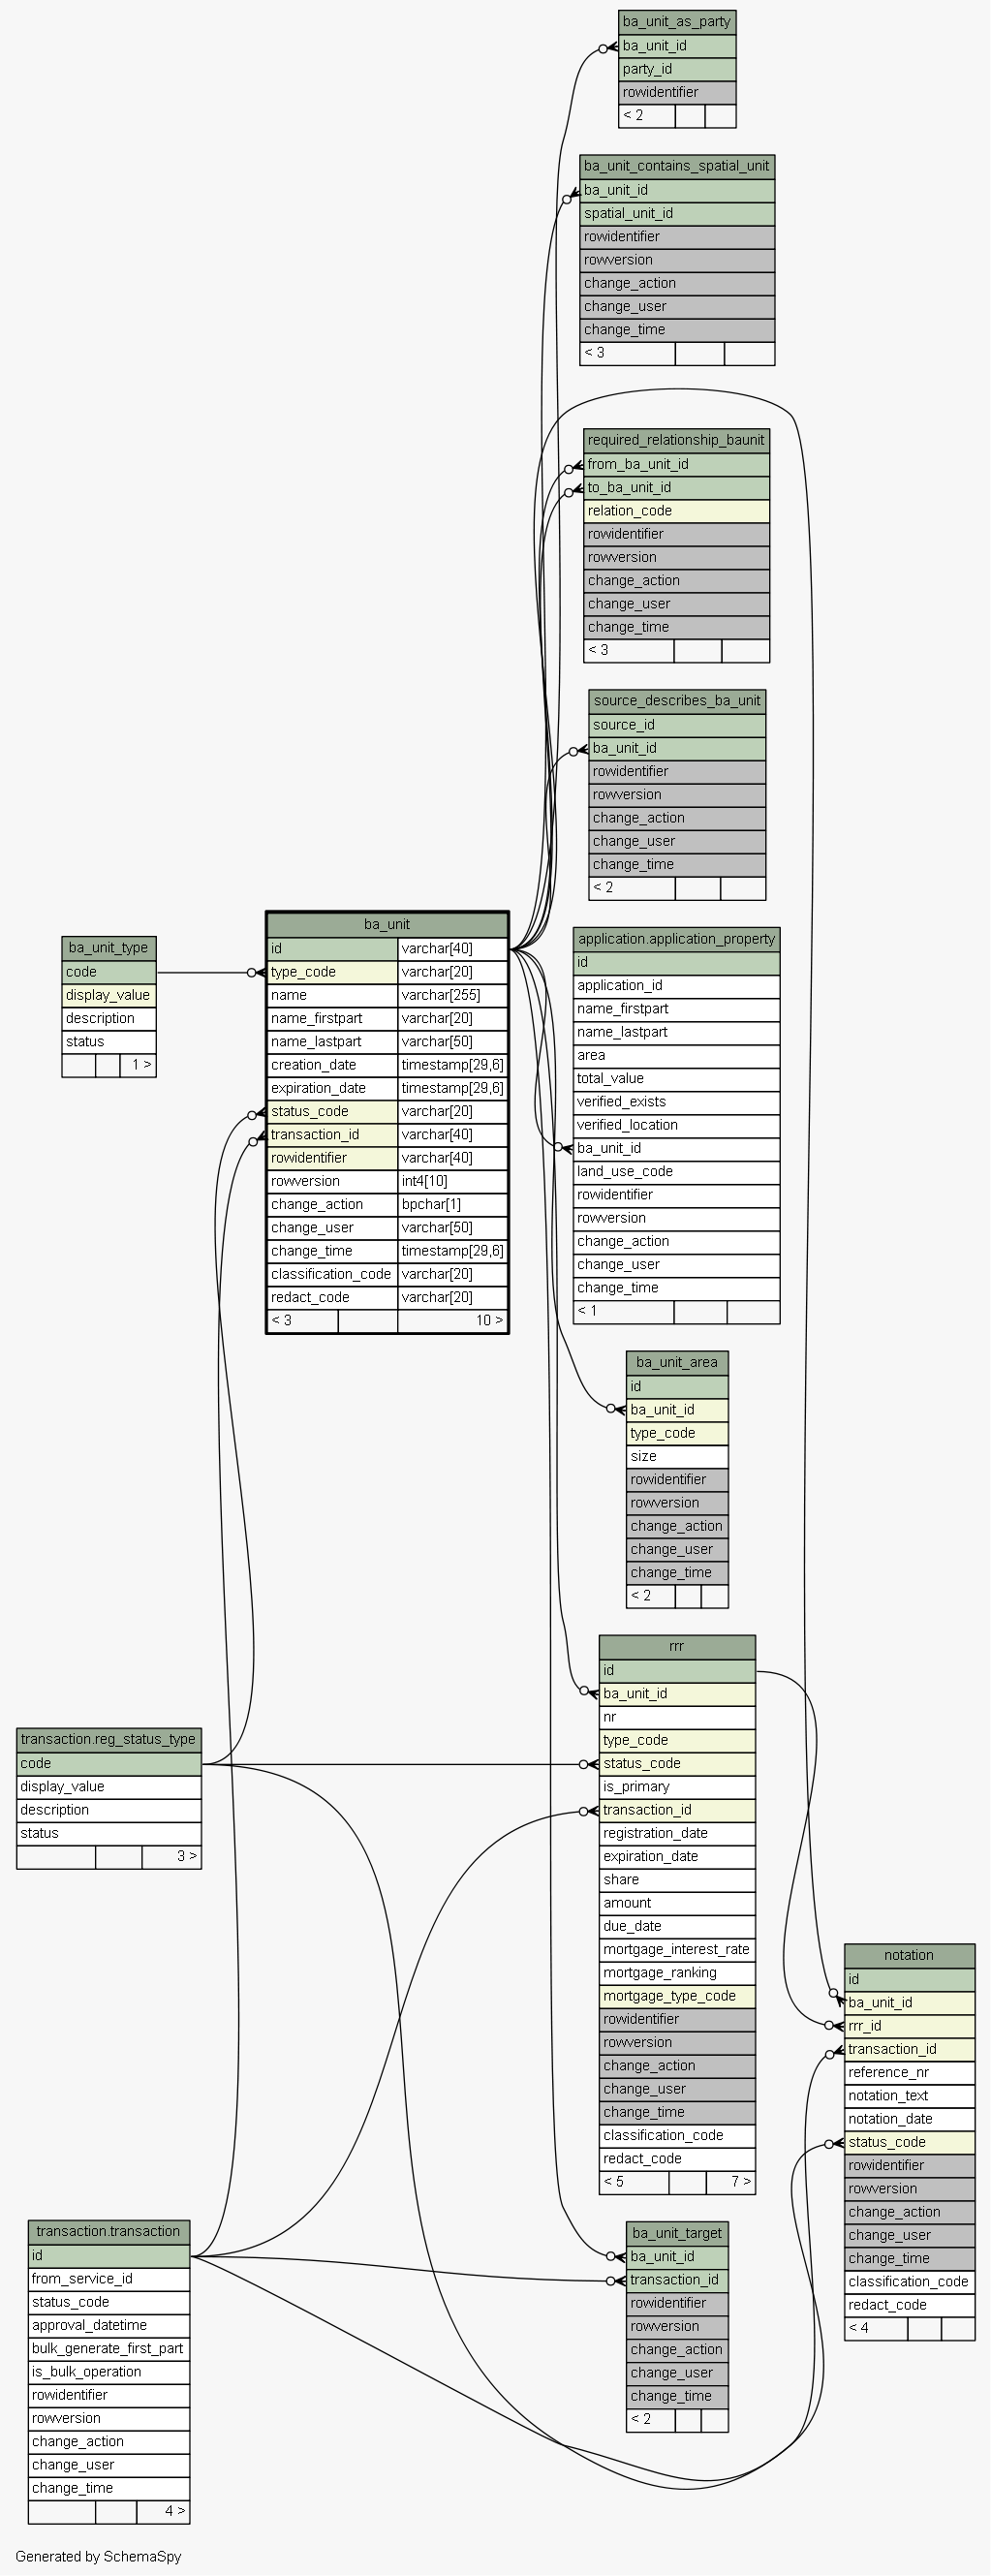 ba_unit_as_party
ba_unit_id
party_id
rowidentifier
< 2
ba_unit_contains_spatial_unit
ba_unit_id
spatial_unit_id
rowidentifier
rowversion
change_action
change_user
change_time
< 3
required_relationship_baunit
from_ba_unit_id
to_ba_unit_id
relation_code
rowidentifier
rowversion
change_action
change_user
change_time
< 3
source_describes_ba_unit
source_id
ba_unit_id
rowidentifier
rowversion
change_action
change_user
change_time
< 2
ba_unit_type
code
display_value
description
status
1 >
ba_unit
id varchar[40]
type_code varchar[20]
name varchar[255]
name_firstpart varchar[20]
name_lastpart varchar[50]
creation_date timestamp[29,6]
expiration_date timestamp[29,6]
status_code varchar[20]
transaction_id varchar[40]
rowidentifier varchar[40]
rowversion int4[10]
change_action bpchar[1]
change_user varchar[50]
change_time timestamp[29,6]
classification_code varchar[20]
redact_code varchar[20]
< 3 10 >
application.application_property
id
application_id
name_firstpart
name_lastpart
area
total_value
verified_exists
verified_location
ba_unit_id
land_use_code
rowidentifier
rowversion
change_action
change_user
change_time
< 1
ba_unit_area
id
ba_unit_id
type_code
size
rowidentifier
rowversion
change_action
change_user
change_time
< 2
transaction.reg_status_type
code
display_value
description
status
3 >
rrr
id
ba_unit_id
nr
type_code
status_code
is_primary
transaction_id
registration_date
expiration_date
share
amount
due_date
mortgage_interest_rate
mortgage_ranking
mortgage_type_code
rowidentifier
rowversion
change_action
change_user
change_time
classification_code
redact_code
< 5 7 >
notation
id
ba_unit_id
rrr_id
transaction_id
reference_nr
notation_text
notation_date
status_code
rowidentifier
rowversion
change_action
change_user
change_time
classification_code
redact_code
< 4
transaction.transaction
id
from_service_id
status_code
approval_datetime
bulk_generate_first_part
is_bulk_operation
rowidentifier
rowversion
change_action
change_user
change_time
4 >
ba_unit_target
ba_unit_id
transaction_id
rowidentifier
rowversion
change_action
change_user
change_time
< 2
Generated by SchemaSpy